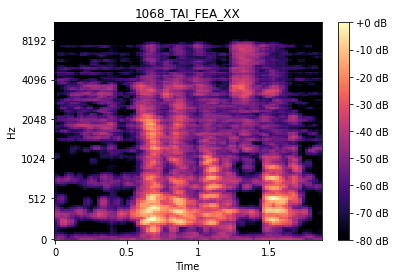 1068_TAI_FEA_XX
8192
4096
2048
1024
512
0
Hz
0
0.5
1
1.5
Time
+0 dB
-10 dB
-20 dB
-30 dB
-40 dB
-50 dB
-60 dB
-70 dB
-80 dB